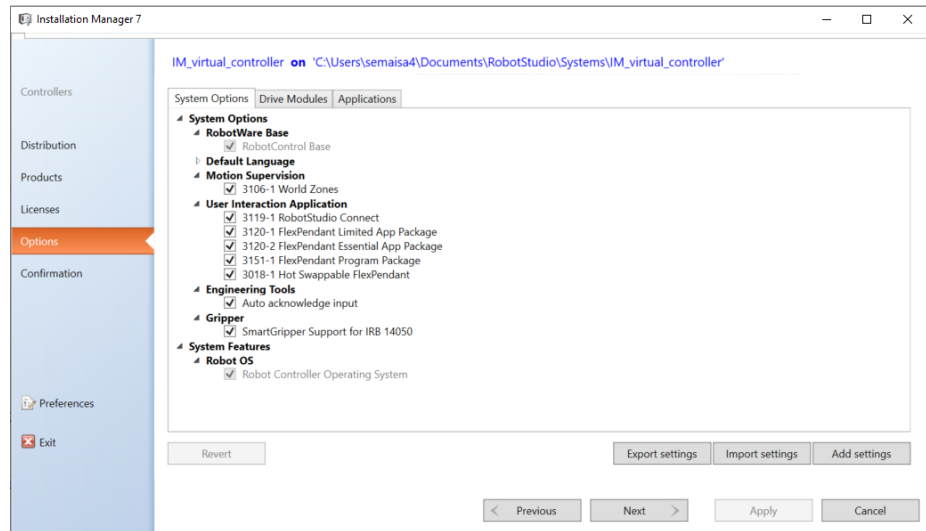 Installation Manager 7
IM_virtual_controller on 'C:\Users\semaisa4\Documents\RobotStudio\Systems\IM_virtual_controller'
Controllers
Distribution
Products
Licenses
Options
Confirmation
Preferences
Exit
System Options Drive Modules Applications
System Options
RobotWare Base
RobotControl Base
Default Language
Motion Supervision
3106-1 World Zones
User Interaction Application
3119-1 RobotStudio Connect
3120-1 FlexPendant Limited App Package
3120-2 FlexPendant Essential App Package
3151-1 FlexPendant Program Package
3018-1 Hot Swappable FlexPendant
Engineering Tools
Auto acknowledge input
Gripper
SmartGripper Support for IRB 14050
System Features
Robot OS
Robot Controller Operating System
Revert Export settings Import settings Add settings
Previous Next Apply Cancel